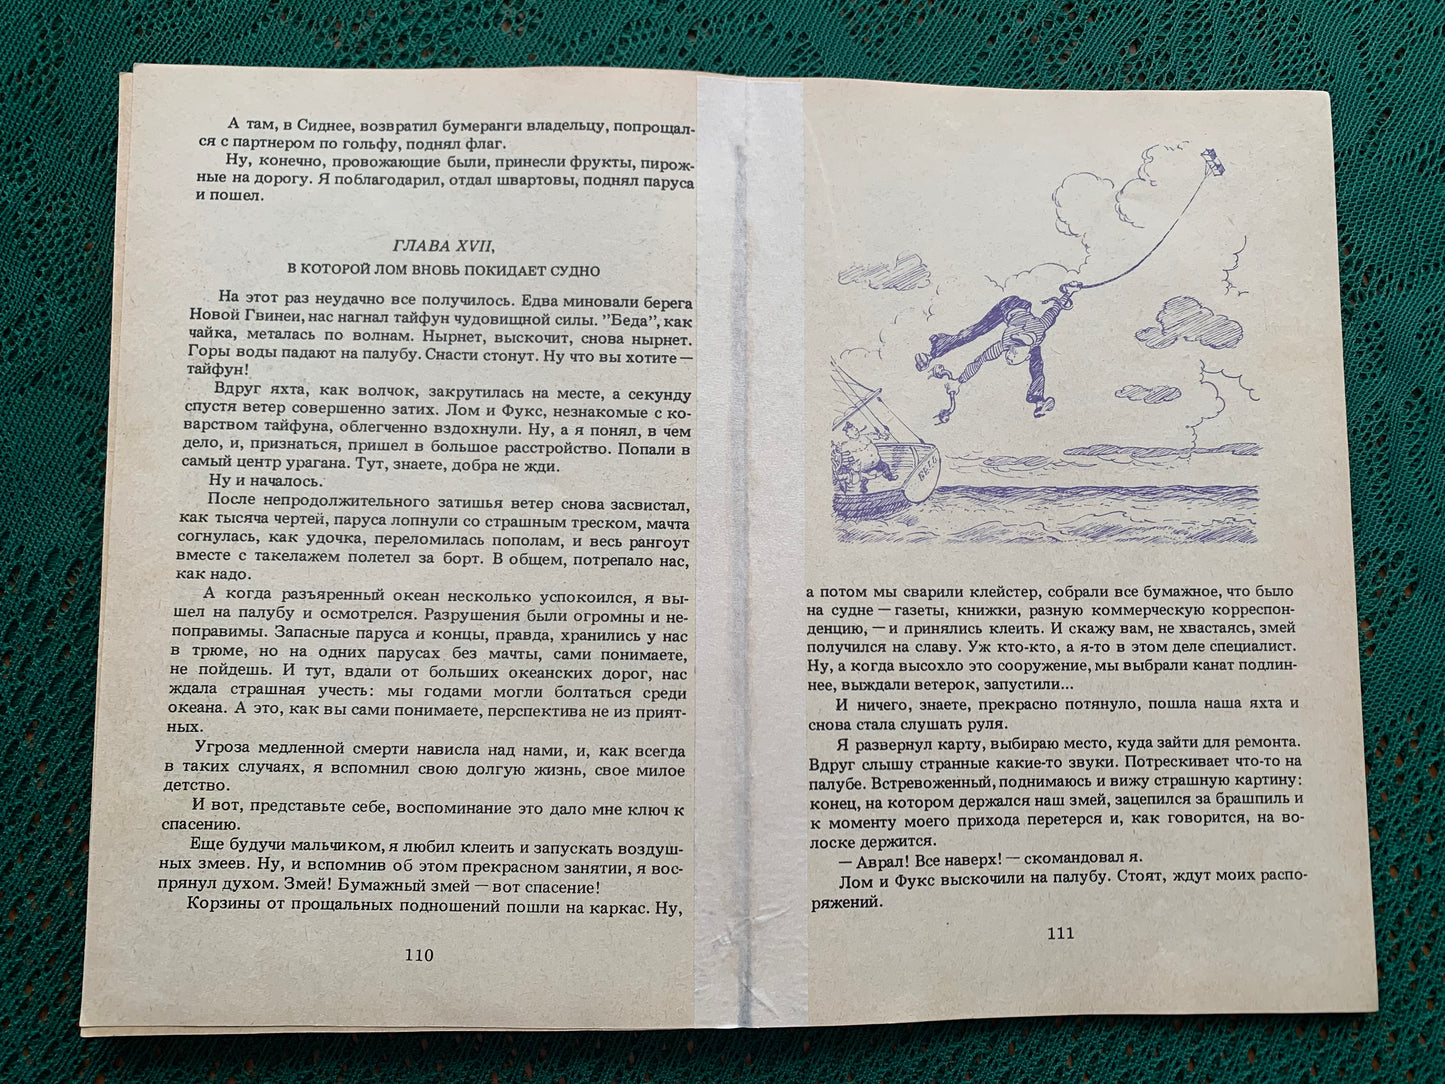 А там, в Сиднее, возвратил бумеранги владельцу, попрощал-
ся с партнером по гольфу, поднял флаг.
Ну, конечно, провожающие были, принесли фрукты, пирож-
ные на дорогу. Я поблагодарил, отдал швартовы, поднял паруса
и пошел.
ГЛАВА XVII,
В КОТОРОЙ ЛОМ ВНОВЬ ПОКИДАЕТ СУДНО
На этот раз неудачно все получилось. Едва миновали берега
Новой Гвинеи, нас нагнал тайфун чудовищной силы. ”Беда”, как
чайка, металась по волнам. Нырнет, выскочит, снова нырнет.
Горы воды падают на палубу. Снасти стонут. Ну что вы хотите —
тайфун!
Вдруг яхта, как волчок, закрутилась на месте, а секунду
спустя ветер совершенно затих. Лом и Фукс, незнакомые с ко-
варством тайфуна, облегченно вздохнули. Ну, а я понял, в чем
дело, и, признаться, пришел в большое расстройство. Попали в
самый центр урагана. Тут, знаете, добра не жди.
Ну и началось.
После непродолжительного затишья ветер снова засвистал,
как тысяча чертей, паруса лопнули со страшным треском, мачта
согнулась, как удочка, переломилась пополам, и весь рангоут
вместе с такелажем полетел за борт. В общем, потрепало нас,
как надо.
А когда разъяренный океан несколько успокоился, я вы-
шел на палубу и осмотрелся. Разрушения были огромны и не-
поправимы. Запасные паруса и концы, правда, хранились у нас
в трюме, но на одних парусах без мачты, сами понимаете,
не пойдешь. И тут, вдали от больших океанских дорог, нас
ждала страшная участь: мы годами могли болтаться среди
океана. А это, как вы сами понимаете, перспектива не из прият-
ных.
Угроза медленной смерти нависла над нами, и, как всегда
в таких случаях, я вспомнил свою долгую жизнь, свое милое
детство.
И вот, представьте себе, воспоминание это дало мне ключ к
спасению.
Еще будучи мальчиком, я любил клеить и запускать воздуш-
ных змеев. Ну, и вспомнив об этом прекрасном занятии, я вос-
прянул духом. Змей! Бумажный змей — вот спасение!
Корзины от прощальных подношений пошли на каркас. Ну,
110
БЕДА
а потом мы сварили клейстер, собрали все бумажное, что было
на судне — газеты, книжки, разную коммерческую корреспон-
денцию, — и принялись клеить. И скажу вам, не хвастаясь, змей
получился на славу. Уж кто-кто, а я-то в этом деле специалист.
Ну, а когда высохло это сооружение, мы выбрали канат подлин-
нее, выждали ветерок, запустили...
И ничего, знаете, прекрасно потянуло, пошла наша яхта и
снова стала слушать руля.
Я развернул карту, выбираю место, куда зайти для ремонта.
Вдруг слышу странные какие-то звуки. Потрескивает что-то на
палубе. Встревоженный, поднимаюсь и вижу страшную картину:
конец, на котором держался наш змей, зацепился за брашпиль и
к моменту моего прихода перетерся и, как говорится, на во-
лоске держится.
— Аврал! Все наверх! — скомандовал я.
Лом и Фукс выскочили на палубу. Стоят, ждут моих распо-
ряжений.
111